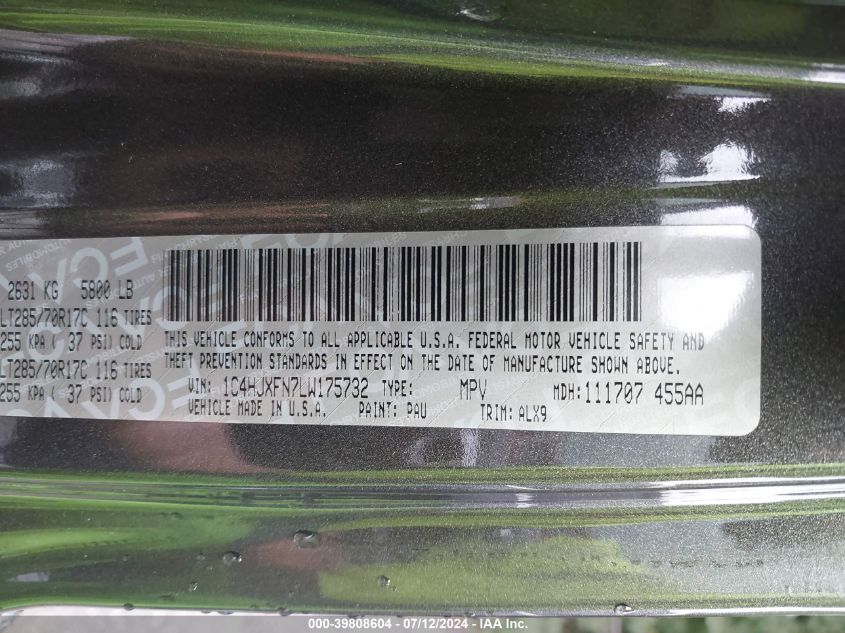 2631 KG 5800 LB
LT285/70R17C 116 TIRES
255 KPA ( 37 PSI) COLD
LT285/70R17C 116 TIRES
255 KPA ( 37 PSI) COLD
THIS VEHICLE CONFORMS TO ALL APPLICABLE U.S.A. FEDERAL MOTOR VEHICLE SAFETY AND
THEFT PREVENTION STANDARDS IN EFFECT ON THE DATE OF MANUFACTURE SHOWN ABOVE.
VIN: 1C4HJXFN7LW175732 TYPE: MPV MDH:111707 455AA
VEHICLE MADE IN U.S.A. PAINT: PAU TRIM: ALX9
000-39808604 - 07/12/2024 - IAAI.com